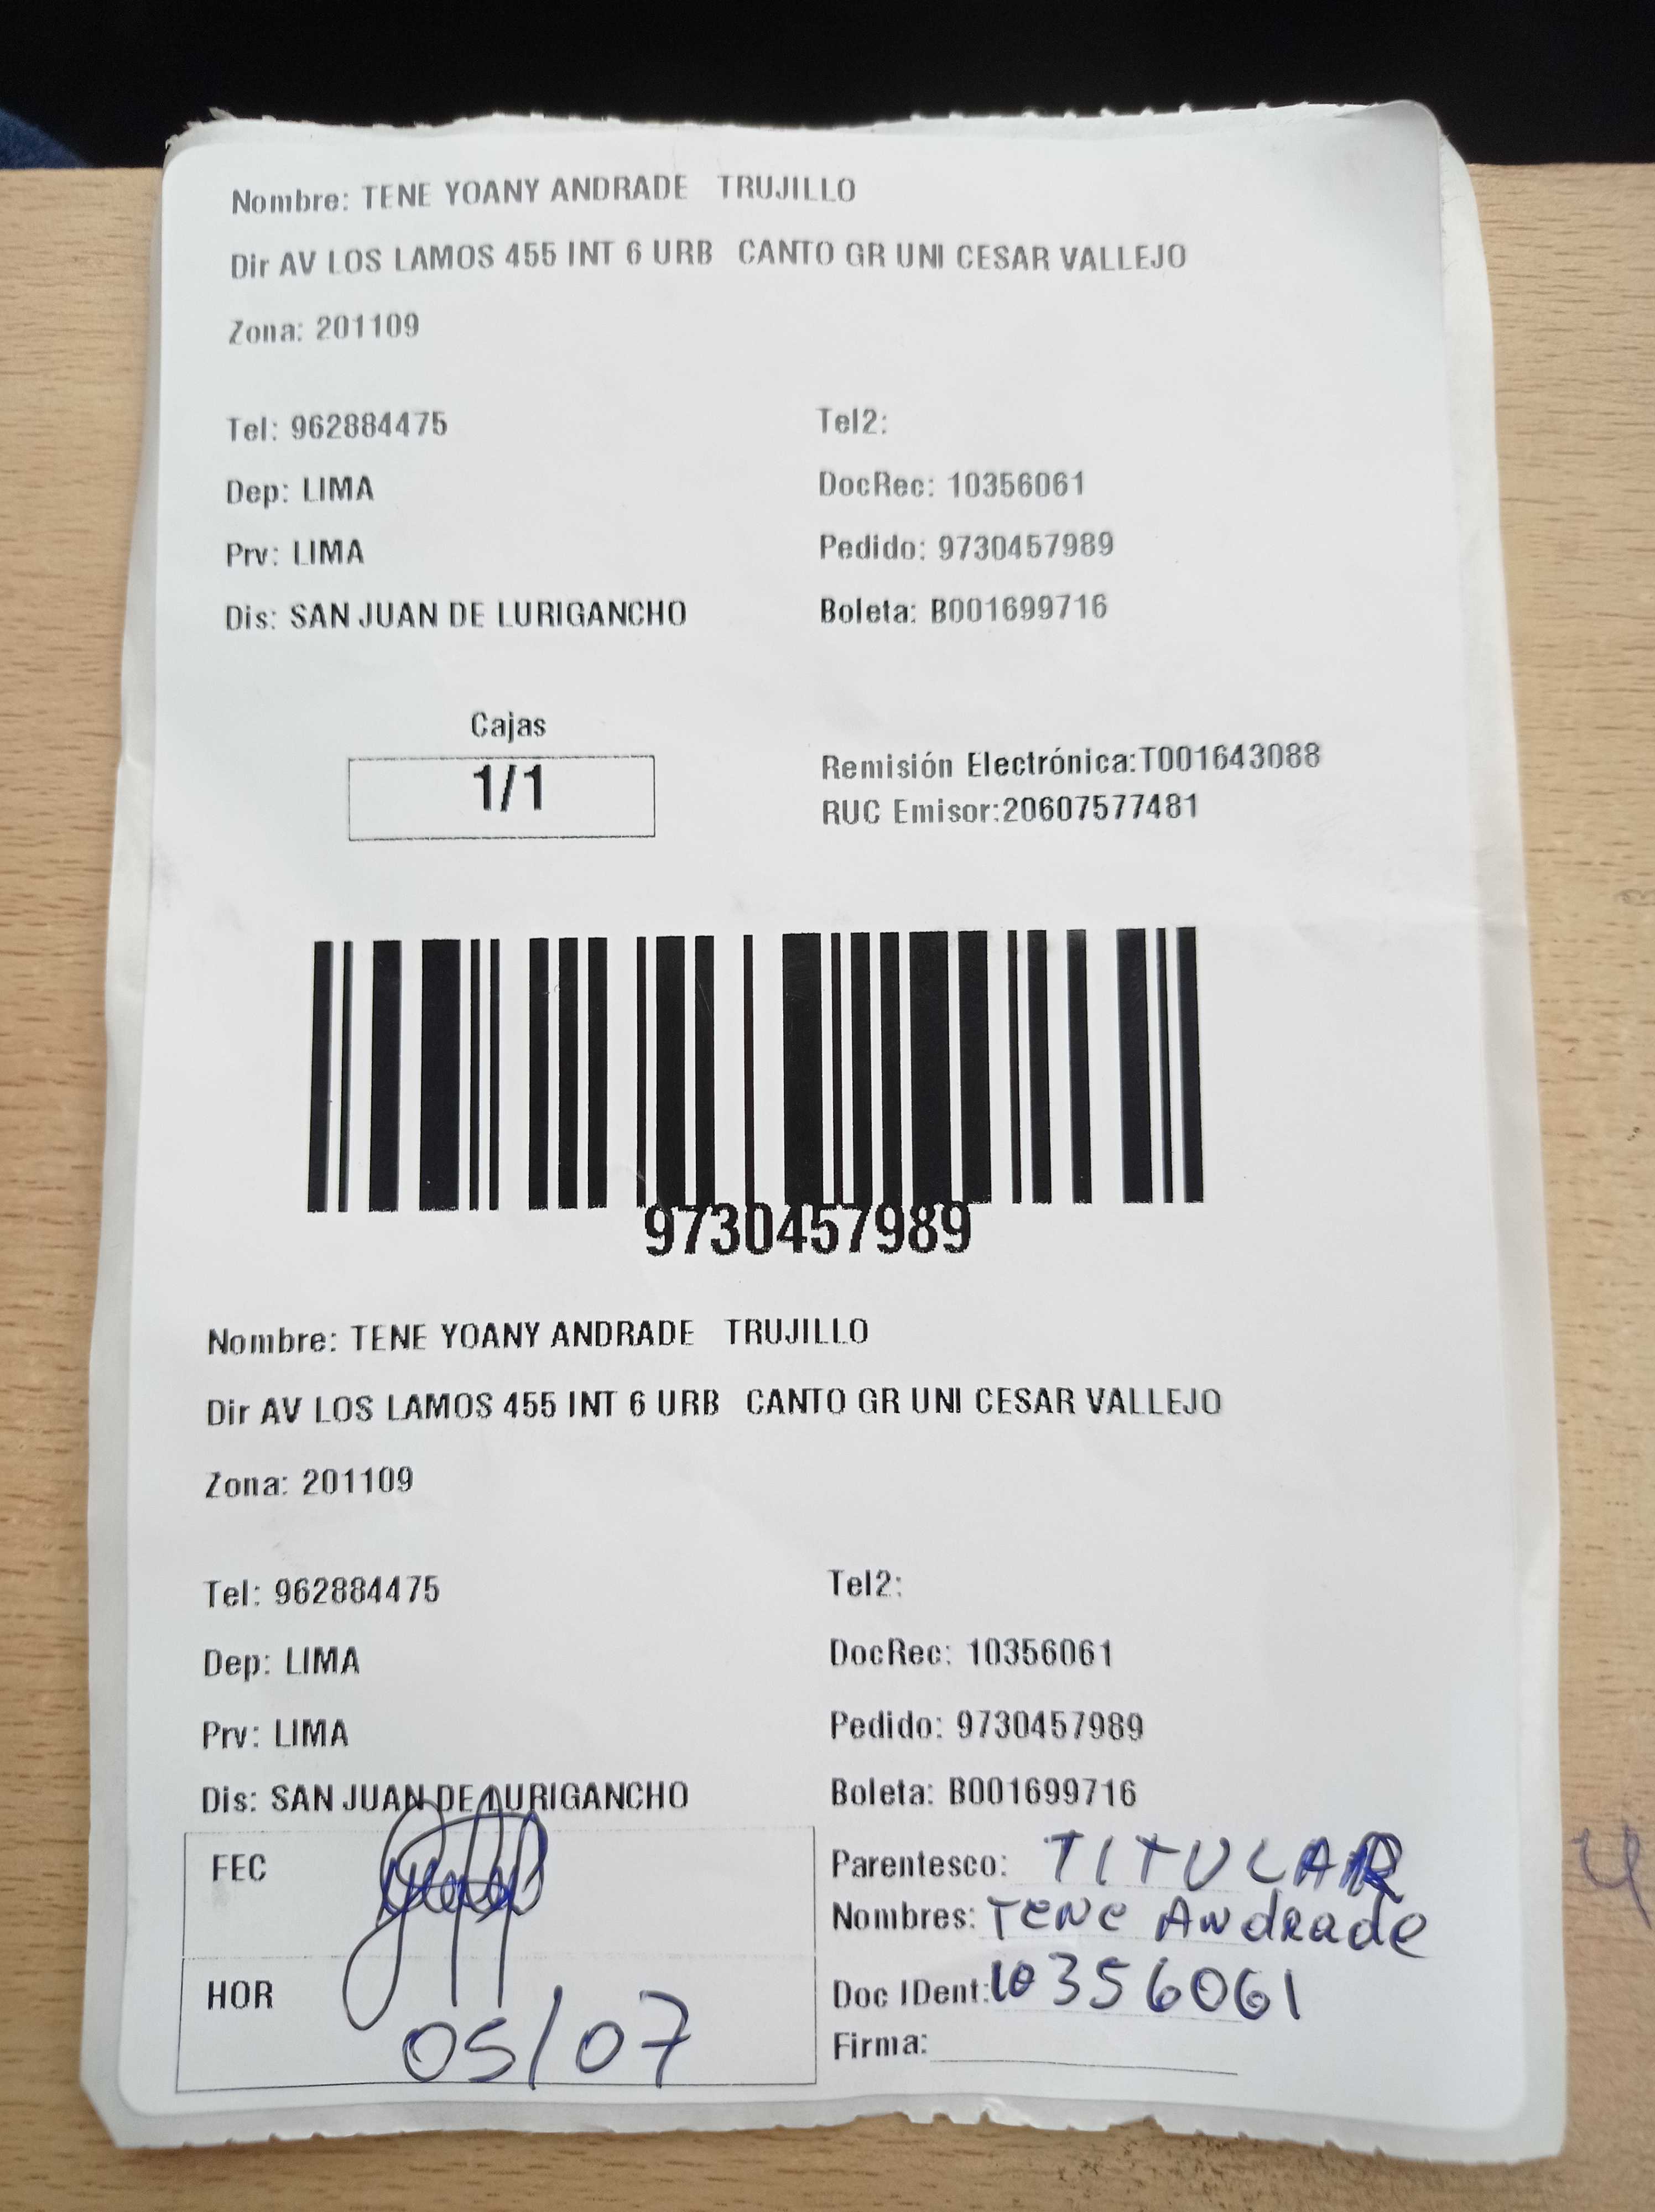 Nombre: TENE YOANY ANDRADE TRUJILLO
Dir AV LOS LAMOS 455 INT 6 URB CANTO GR UNI CESAR VALLEJO
Zona: 201109
Tel: 962884475 Tel2:
Dep: LIMA DocRec: 10356061
Prv: LIMA Pedido: 9730457989
Dis: SAN JUAN DE LURIGANCHO Boleta: B001699716
Cajas
1/1
Remisión Electrónica:T001643088
RUC Emisor:20607577481
9730457989
Nombre: TENE YOANY ANDRADE TRUJILLO
Dir AV LOS LAMOS 455 INT 6 URB CANTO GR UNI CESAR VALLEJO
Zona: 201109
Tel: 962884475 Tel2:
Dep: LIMA DocRec: 10356061
Prv: LIMA Pedido: 9730457989
Dis: SAN JUAN DE LURIGANCHO Boleta: B001699716
FEC
HOR
05/07
Parentesco: TITULAR
Nombres: TENE ANdRAde
Doc IDent: 10356061
Firma: